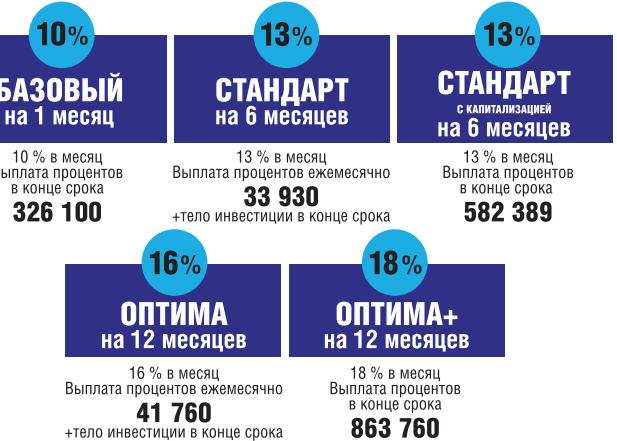 10%
БАЗОВЫЙ
на 1 месяц
10 % в месяц
выплата процентов
в конце срока
326 100
13%
СТАНДАРТ
на 6 месяцев
13 % в месяц
Выплата процентов ежемесячно
33 930
+тело инвестиции в конце срока
13%
СТАНДАРТ
С КАПИТАЛИЗАЦИЕЙ
на 6 месяцев
13 % в месяц
Выплата процентов
в конце срока
582 389
16%
ОПТИМА
на 12 месяцев
16 % в месяц
Выплата процентов ежемесячно
41 760
+тело инвестиции в конце срока
18%
ОПТИМА+
на 12 месяцев
18 % в месяц
Выплата процентов
в конце срока
863 760